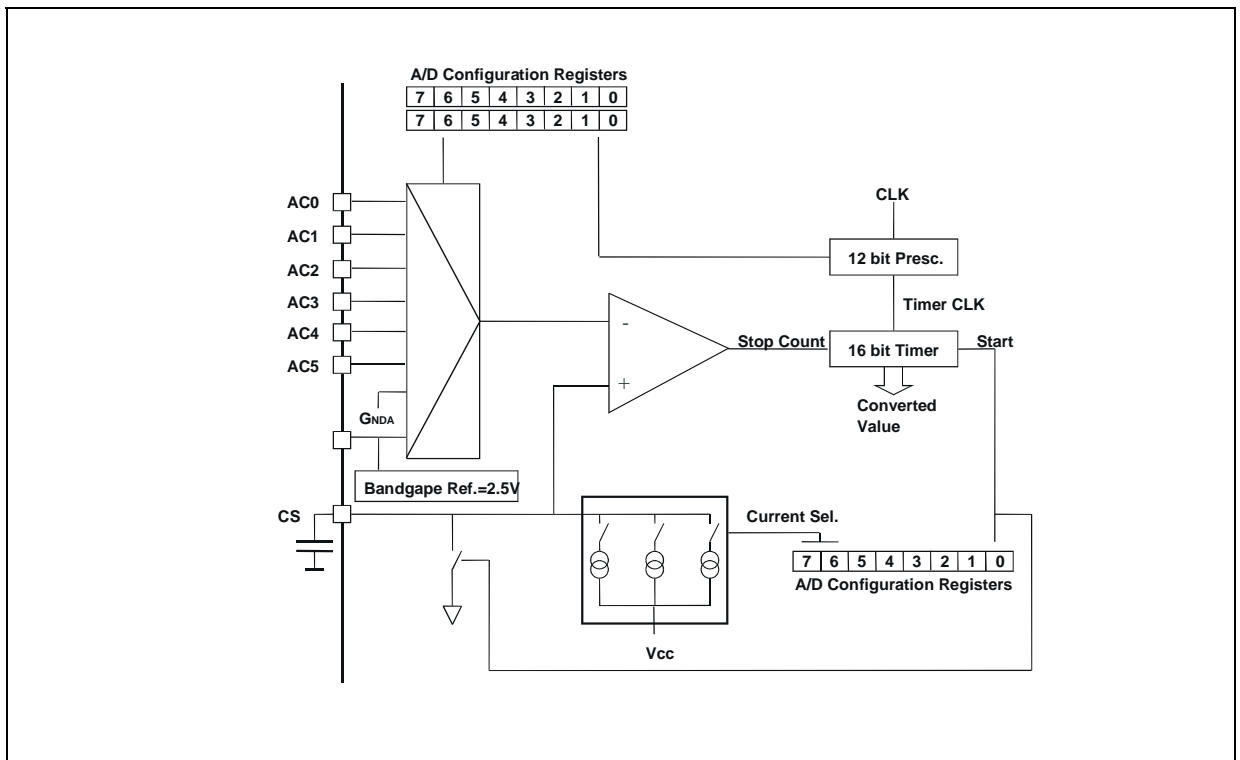 A/D Configuration Registers
7 6 5 4 3 2 1 0
7 6 5 4 3 2 1 0
AC0
AC1
AC2
AC3
AC4
AC5
GNDA
Bandgape Ref.=2.5V
CS
-
+
CLK
12 bit Presc.
Timer CLK
Stop Count
16 bit Timer
Start
Converted
Value
Current Sel.
7 6 5 4 3 2 1 0
A/D Configuration Registers
Vcc